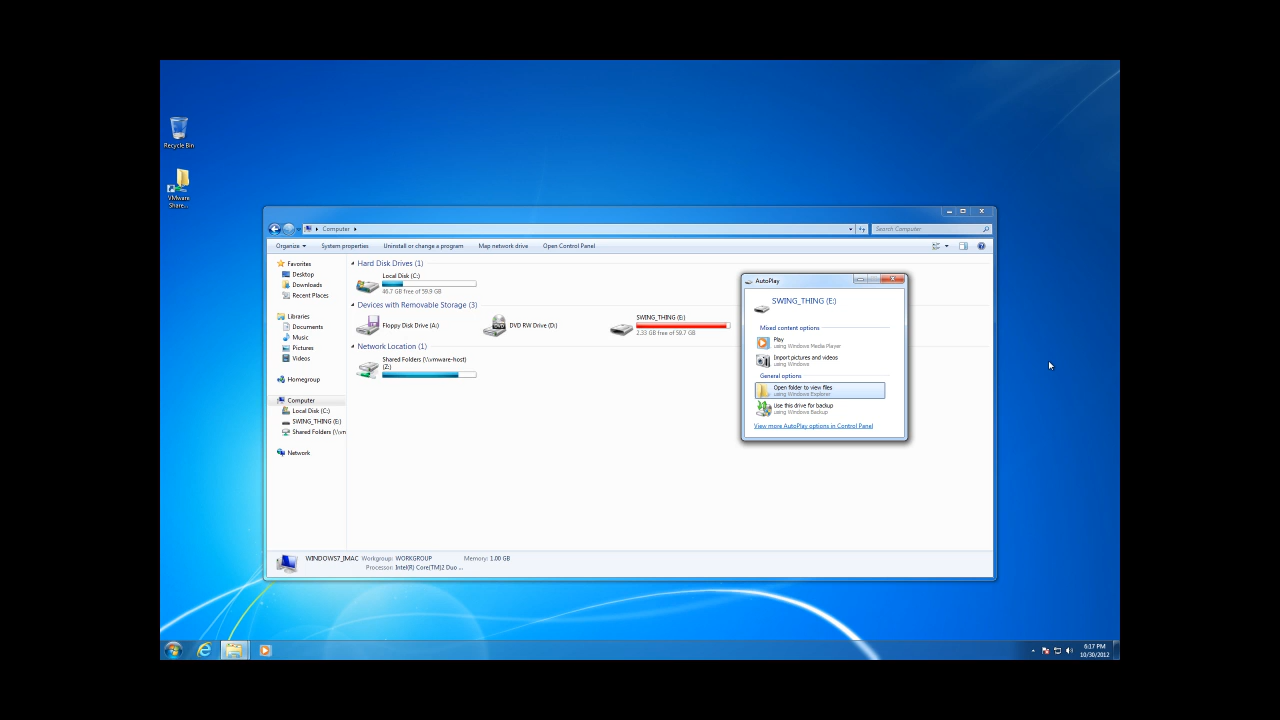 Recycle Bin
VMware
Share...
Computer
Search Computer
Organize
System properties
Uninstall or change a program
Map network drive
Open Control Panel
Favorites
Desktop
Downloads
Recent Places
Libraries
Documents
Music
Pictures
Videos
Homegroup
Computer
Local Disk (C:)
SWING_THING (E:)
Shared Folders (\\vm
Network
Hard Disk Drives (1)
Local Disk (C:)
46.7 GB free of 59.9 GB
Devices with Removable Storage (3)
Floppy Disk Drive (A:)
DVD RW Drive (D:)
SWING_THING (E:)
2.33 GB free of 59.7 GB
Network Location (1)
Shared Folders (\\vmware-host)
(Z:)
AutoPlay
SWING_THING (E:)
Mixed content options
Play
using Windows Media Player
Import pictures and videos
using Windows
General options
Open folder to view files
using Windows Explorer
Use this drive for backup
using Windows Backup
View more AutoPlay options in Control Panel
WINDOWS7_IMAC Workgroup: WORKGROUP Memory: 1.00 GB
Processor: Intel(R) Core(TM)2 Duo ...
6:17 PM
10/30/2012